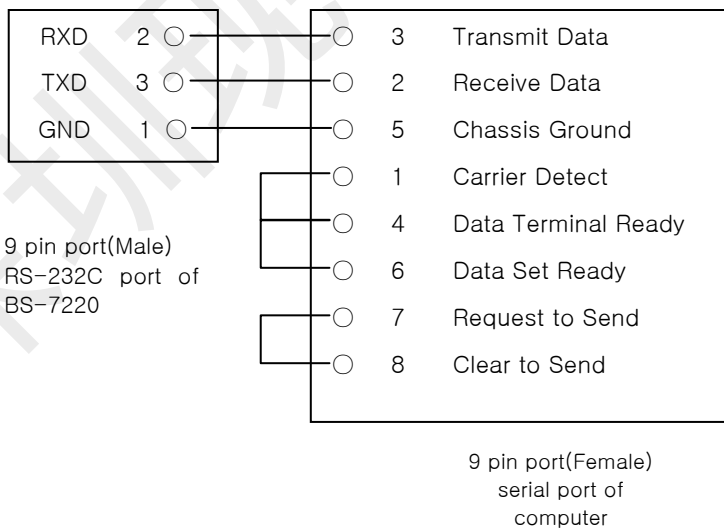 RXD 2 3 Transmit Data
TXD 3 2 Receive Data
GND 1 5 Chassis Ground
1 Carrier Detect
4 Data Terminal Ready
6 Data Set Ready
7 Request to Send
8 Clear to Send
9 pin port(Male)
RS-232C port of
BS-7220
9 pin port(Female)
serial port of
computer